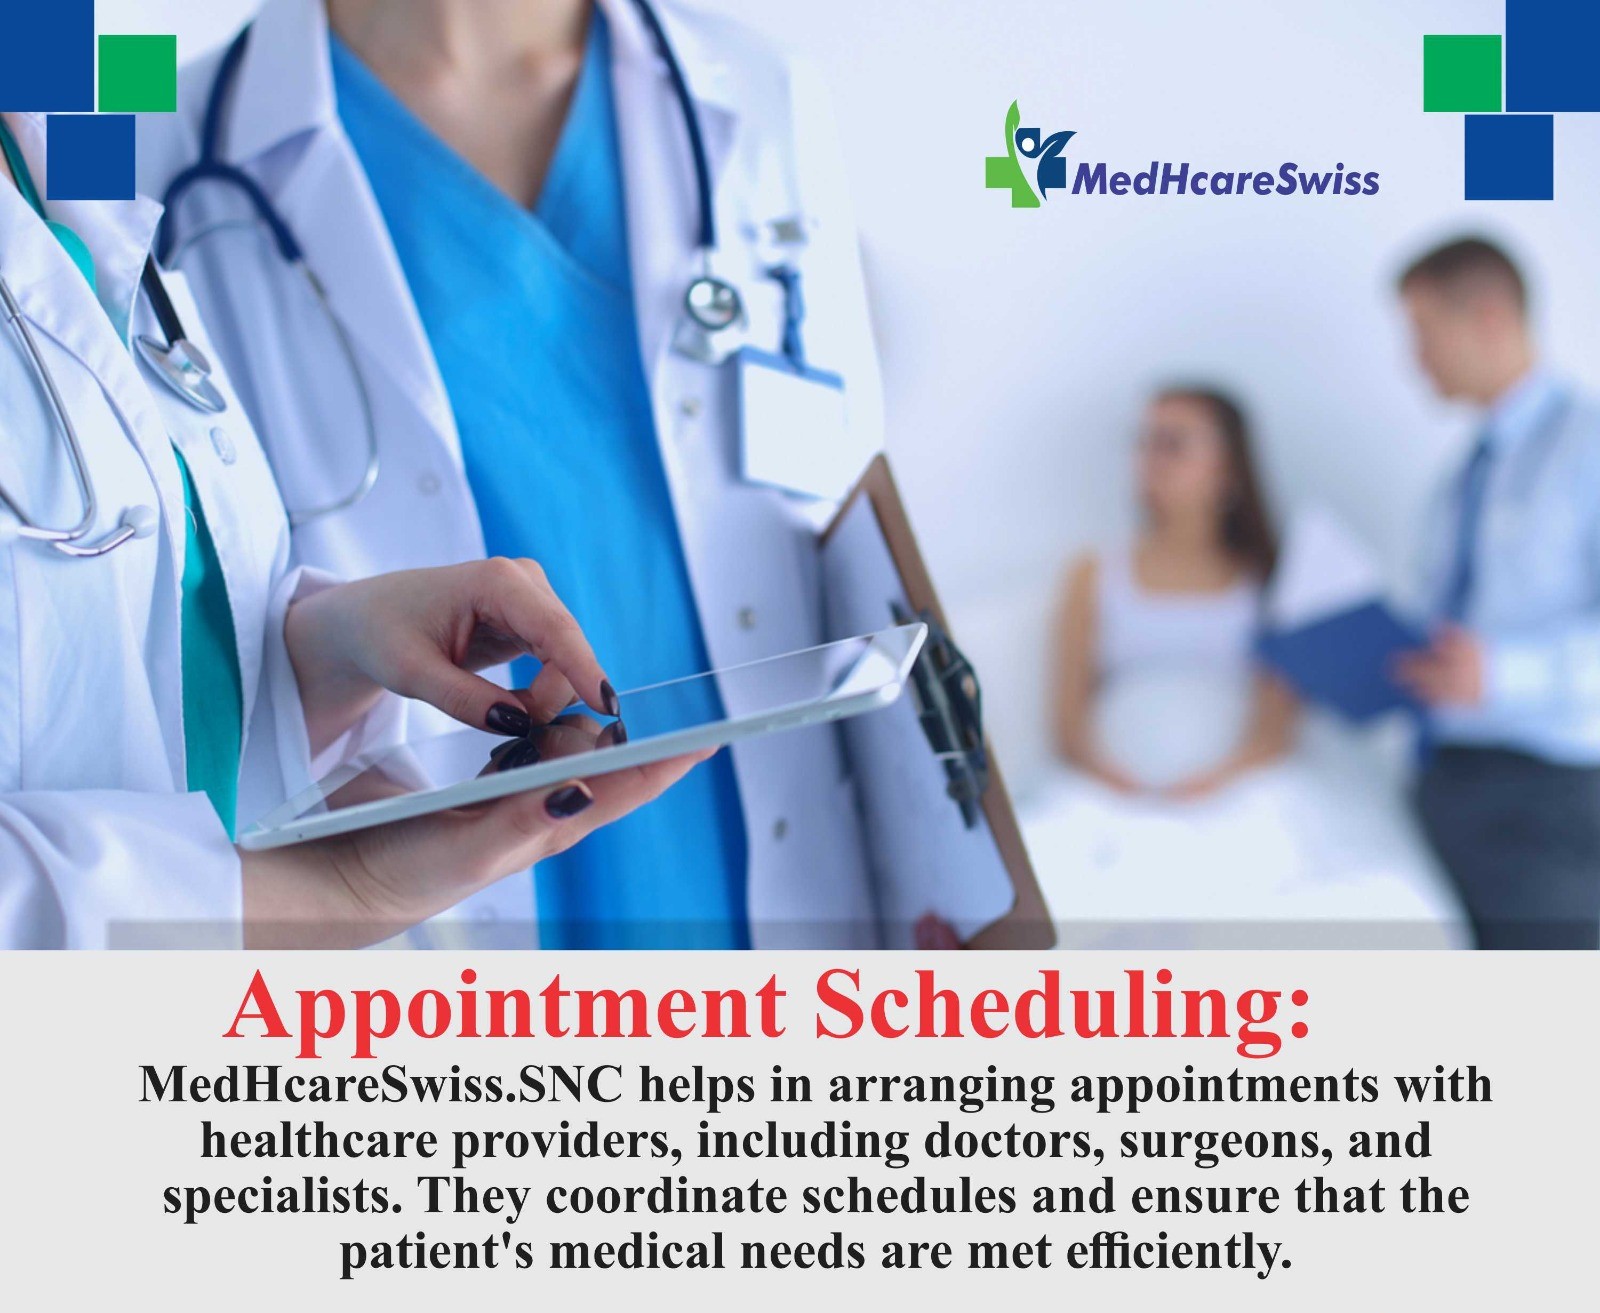 MedHcareSwiss
Appointment Scheduling:
MedHcareSwiss.SNC helps in arranging appointments with
healthcare providers, including doctors, surgeons, and
specialists. They coordinate schedules and ensure that the
patient's medical needs are met efficiently.